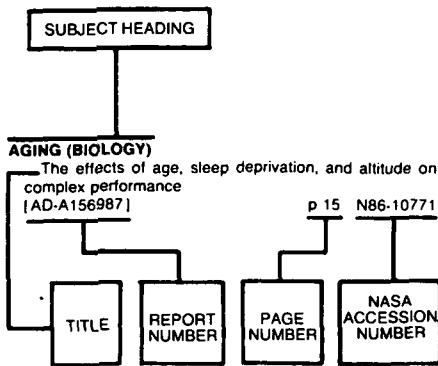 SUBJECT HEADING
AGING (BIOLOGY)
The effects of age, sleep deprivation, and altitude on
complex performance
[AD-A156987] p 15 N86-10771
TITLE
REPORT
NUMBER
PAGE
NUMBER
NASA
ACCESSION
NUMBER